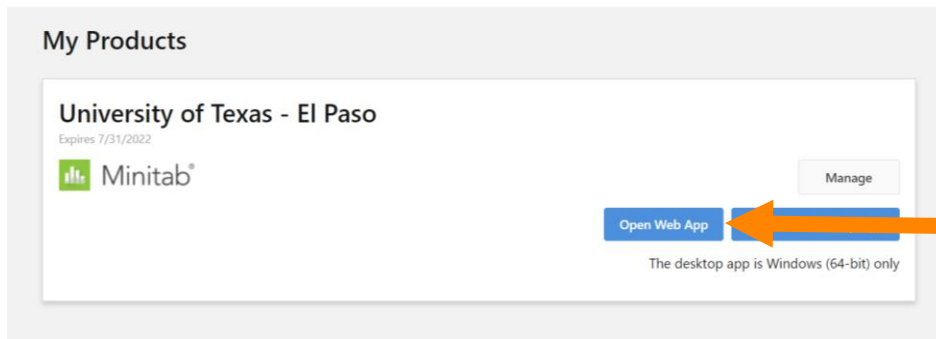 My Products
University of Texas - El Paso
Expires 7/31/2022
Minitab®
Manage
Open Web App
The desktop app is Windows (64-bit) only